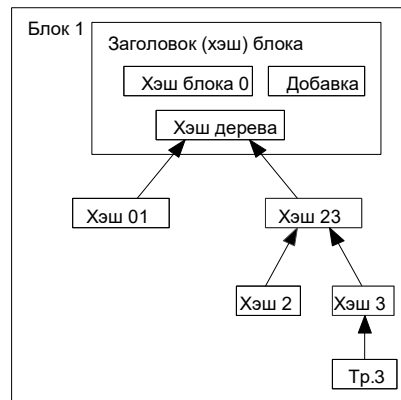 Блок 1
Заголовок (хэш) блока
Хэш блока 0
Добавка
Хэш дерева
Хэш 01
Хэш 23
Хэш 2
Хэш 3
Тр.3